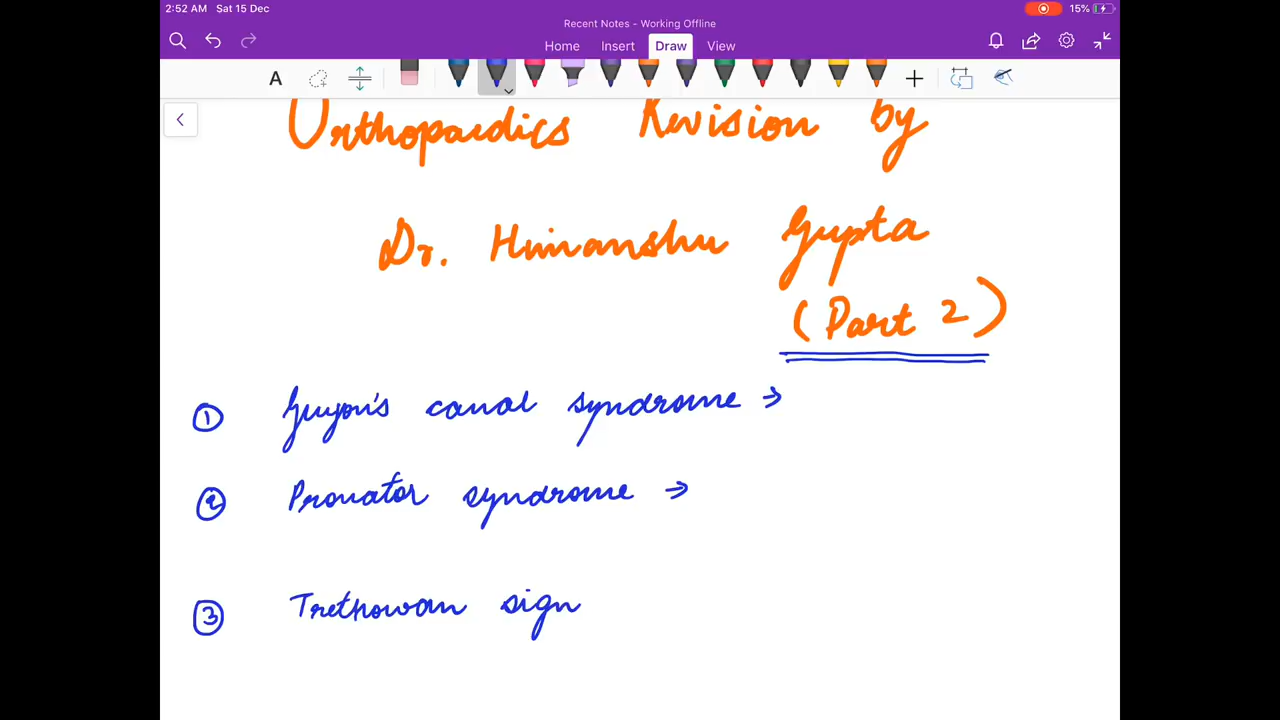 2:52 AM Sat 15 Dec
15%
Recent Notes - Working Offline
Home Insert Draw View
A
Orthopaedics Revision by
Dr. Himanshu Gupta
(Part 2)
① Guyon's canal syndrome →
② Pronator syndrome →
③ Trethowan sign